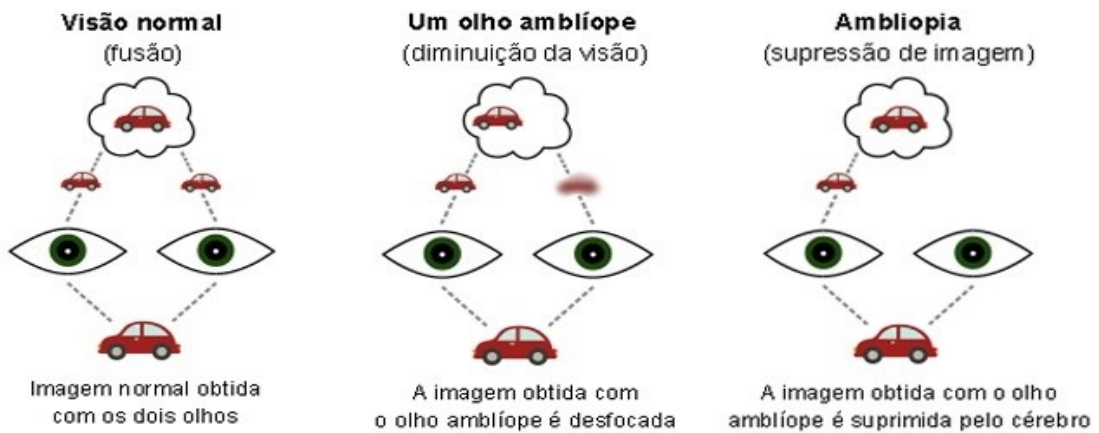 Visão normal
(fusão)
Imagem normal obtida
com os dois olhos
Um olho amblíope
(diminuição da visão)
A imagem obtida com
o olho amblíope é desfocada
Ambliopia
(supressão de imagem)
A imagem obtida com o olho
amblíope é suprimida pelo cérebro